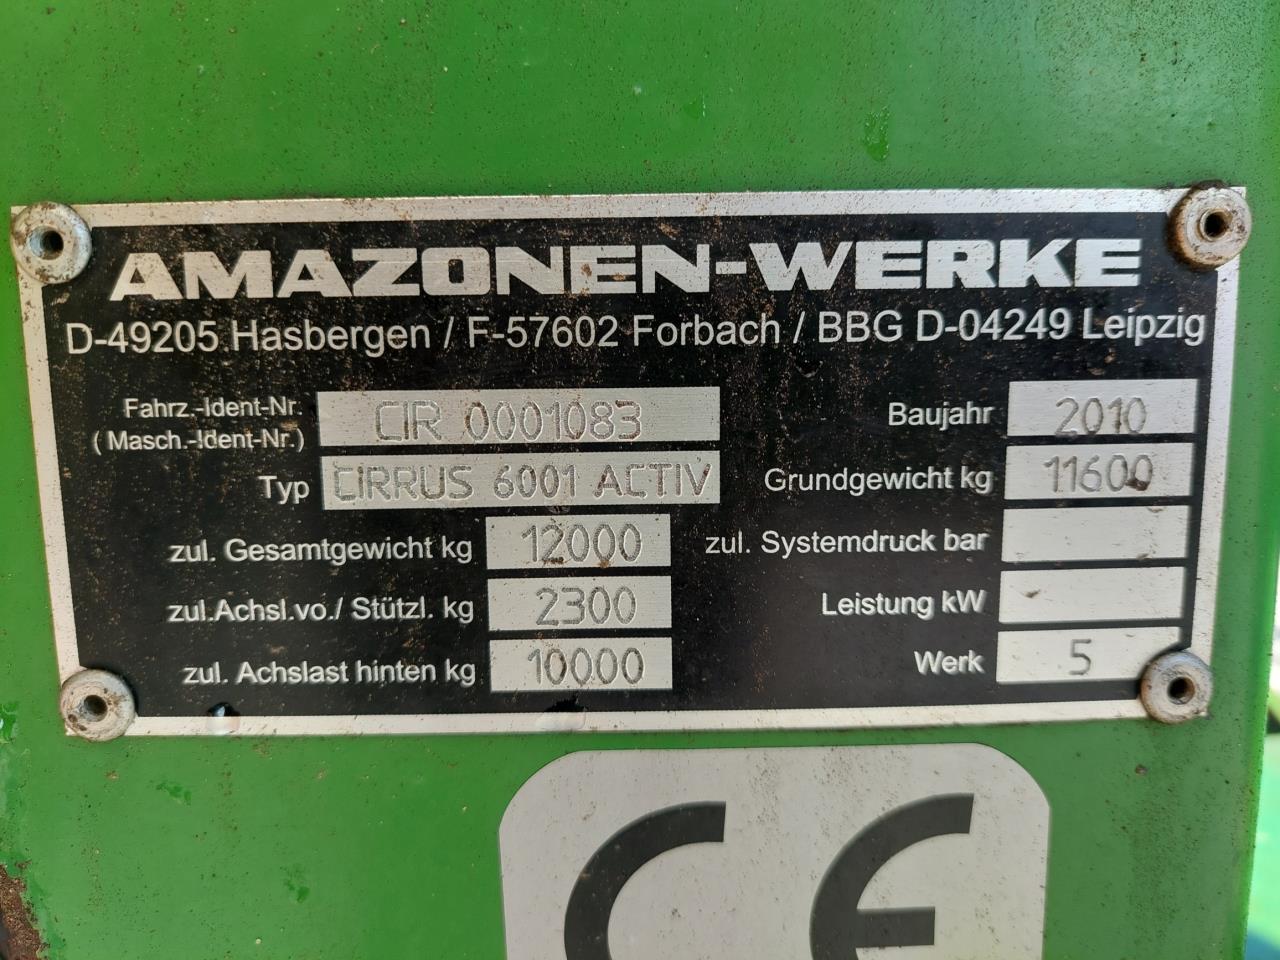 AMAZONEN-WERKE
D-49205 Hasbergen / F-57602 Forbach / BBG D-04249 Leipzig
Fahrz.-Ident-Nr. CIR 0001083 Baujahr 2010
(Masch.-Ident-Nr.)
Typ CIRRUS 6001 ACTIV Grundgewicht kg 11600
zul. Gesamtgewicht kg 12000 zul. Systemdruck bar
zul.Achsl.vo./ Stützl. kg 2300 Leistung kW
zul. Achslast hinten kg 10000 Werk 5
CE